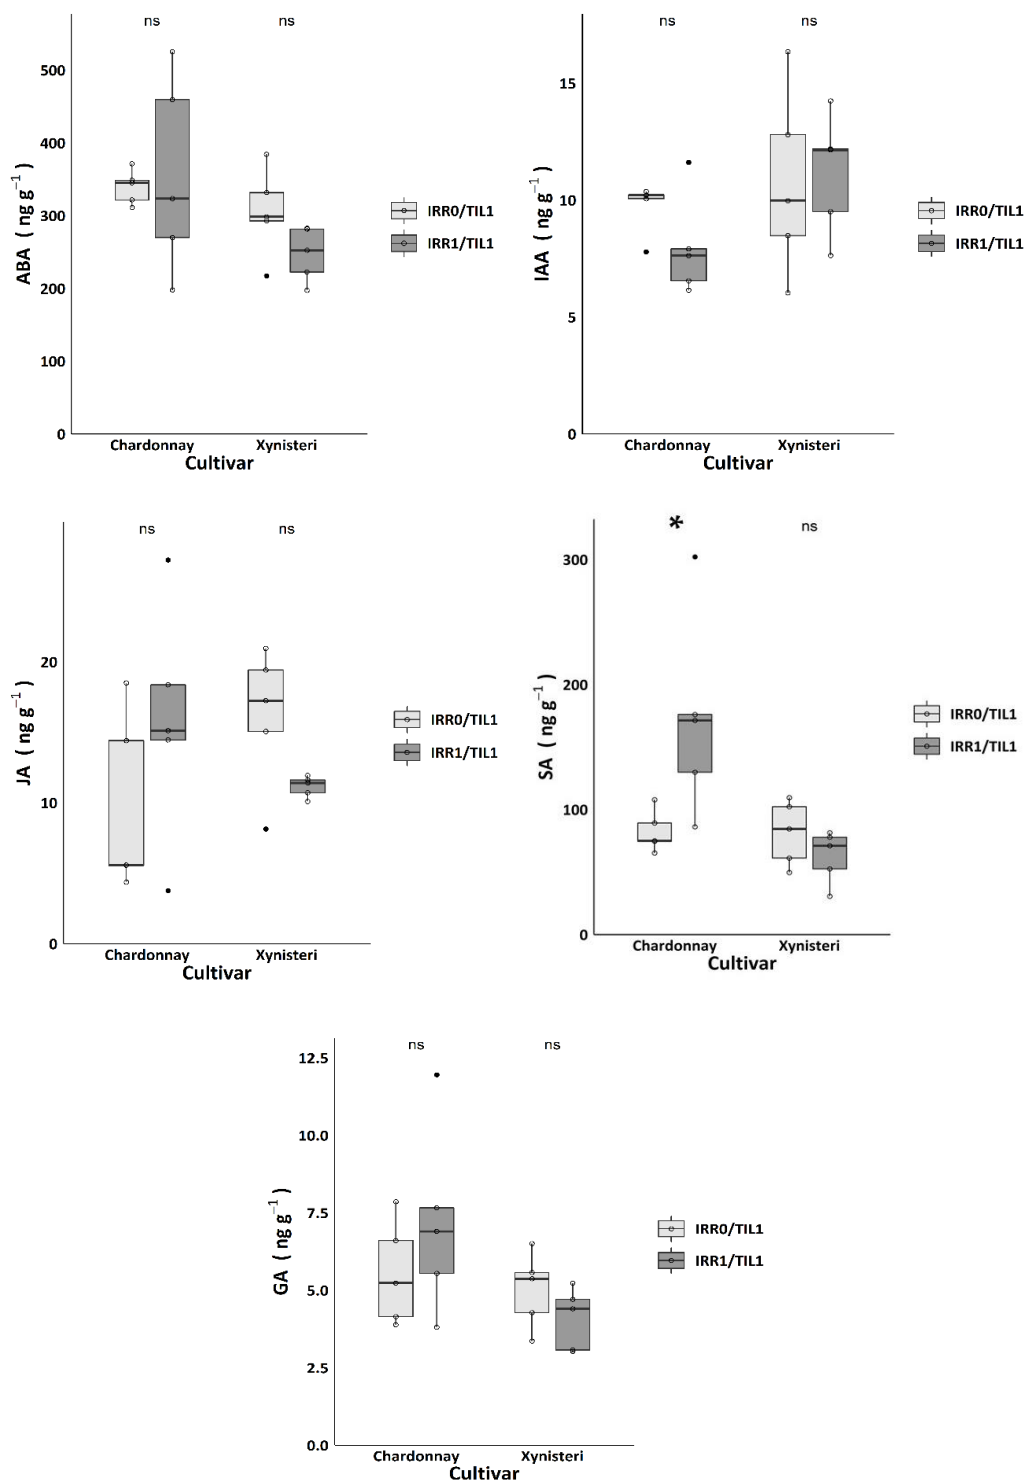 ns ns
500
400
300
200
100
0
ABA ( ng g⁻¹ )
IRR0/TIL1
IRR1/TIL1
Chardonnay Xynisteri
Cultivar
ns ns
15
10
5
0
IAA ( ng g⁻¹ )
IRR0/TIL1
IRR1/TIL1
Chardonnay Xynisteri
Cultivar
ns ns
20
10
0
JA ( ng g⁻¹ )
IRR0/TIL1
IRR1/TIL1
Chardonnay Xynisteri
Cultivar
* ns
300
200
100
0
SA ( ng g⁻¹ )
IRR0/TIL1
IRR1/TIL1
Chardonnay Xynisteri
Cultivar
ns ns
12.5
10.0
7.5
5.0
2.5
0.0
GA ( ng g⁻¹ )
IRR0/TIL1
IRR1/TIL1
Chardonnay Xynisteri
Cultivar